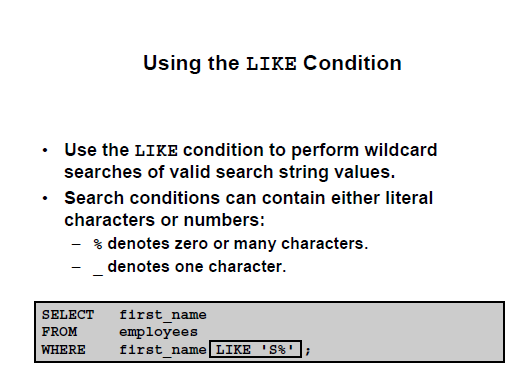 Using the LIKE Condition
• Use the LIKE condition to perform wildcard
searches of valid search string values.
• Search conditions can contain either literal
characters or numbers:
– % denotes zero or many characters.
– _ denotes one character.
SELECT first_name
FROM employees
WHERE first_name LIKE 'S%' ;